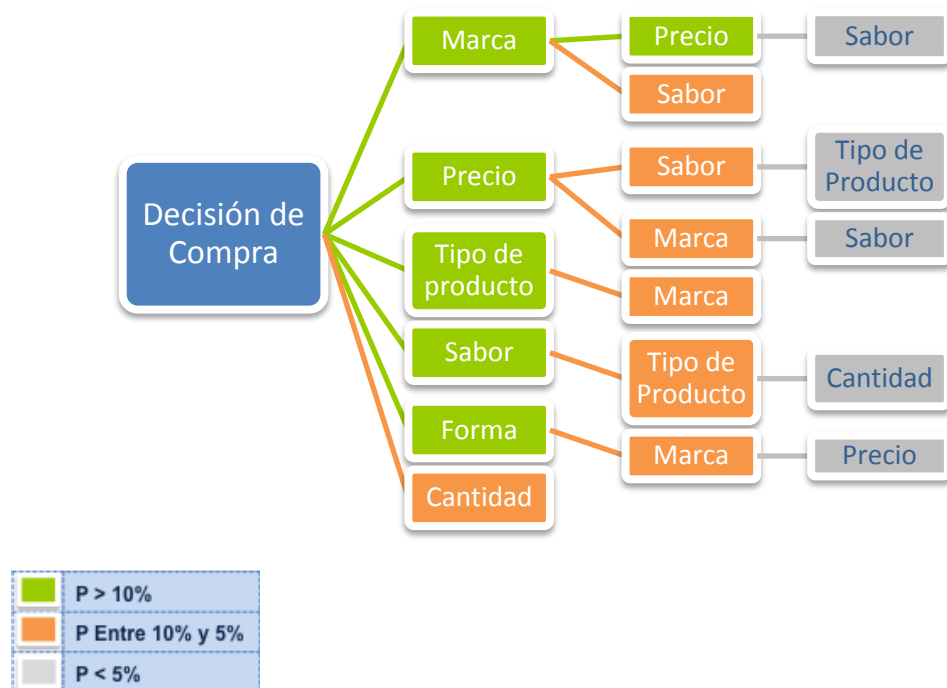 Marca
Precio
Sabor
Sabor
Decisión de
Compra
Precio
Sabor
Tipo de
Producto
Marca
Sabor
Tipo de
producto
Marca
Sabor
Tipo de
Producto
Cantidad
Forma
Marca
Precio
Cantidad
P > 10%
P Entre 10% y 5%
P < 5%